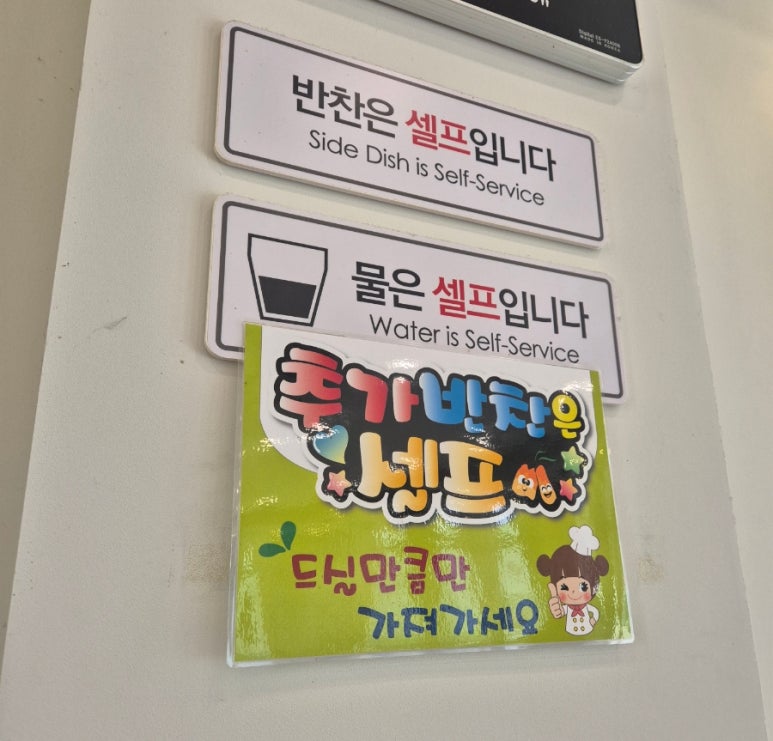 반찬은 셀프입니다
Side Dish is Self-Service
물은 셀프입니다
Water is Self-Service
추가반찬은
셀프
드실만큼만
가져가세요